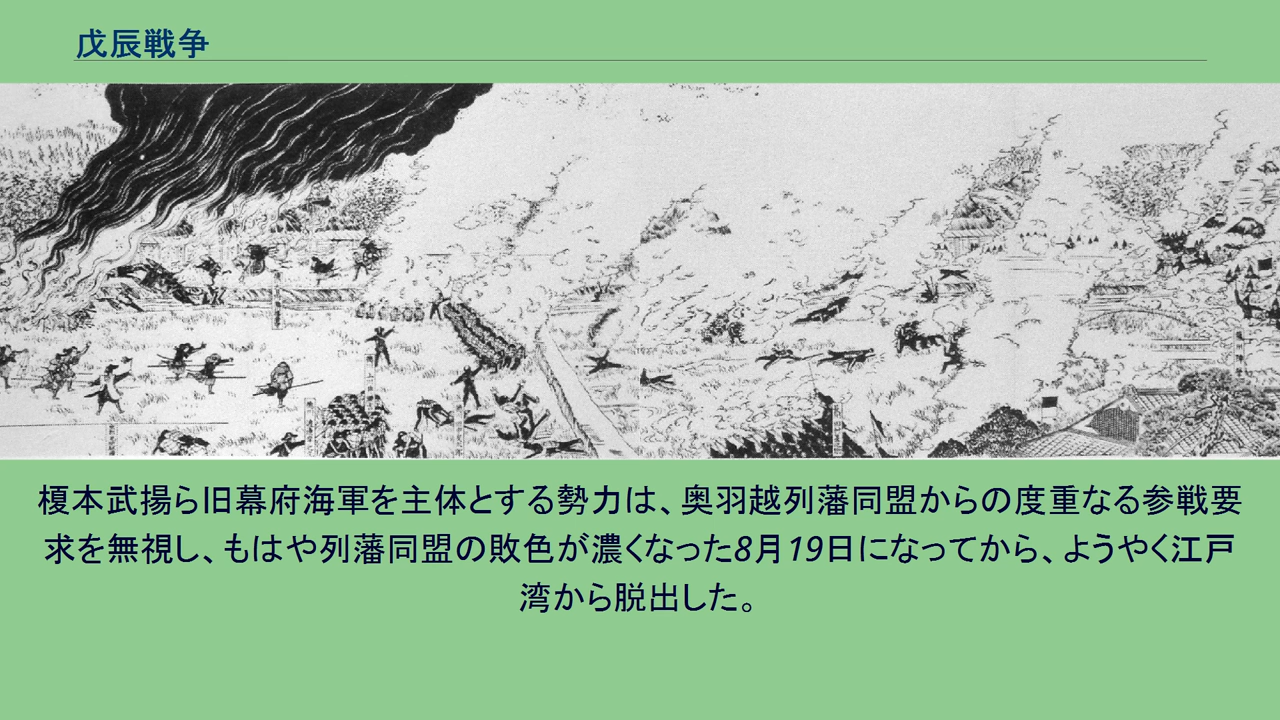 戊辰戦争
榎本武揚ら旧幕府海軍を主体とする勢力は、奥羽越列藩同盟からの度重なる参戦要
求を無視し、もはや列藩同盟の敗色が濃くなった8月19日になってから、ようやく江戸
湾から脱出した。